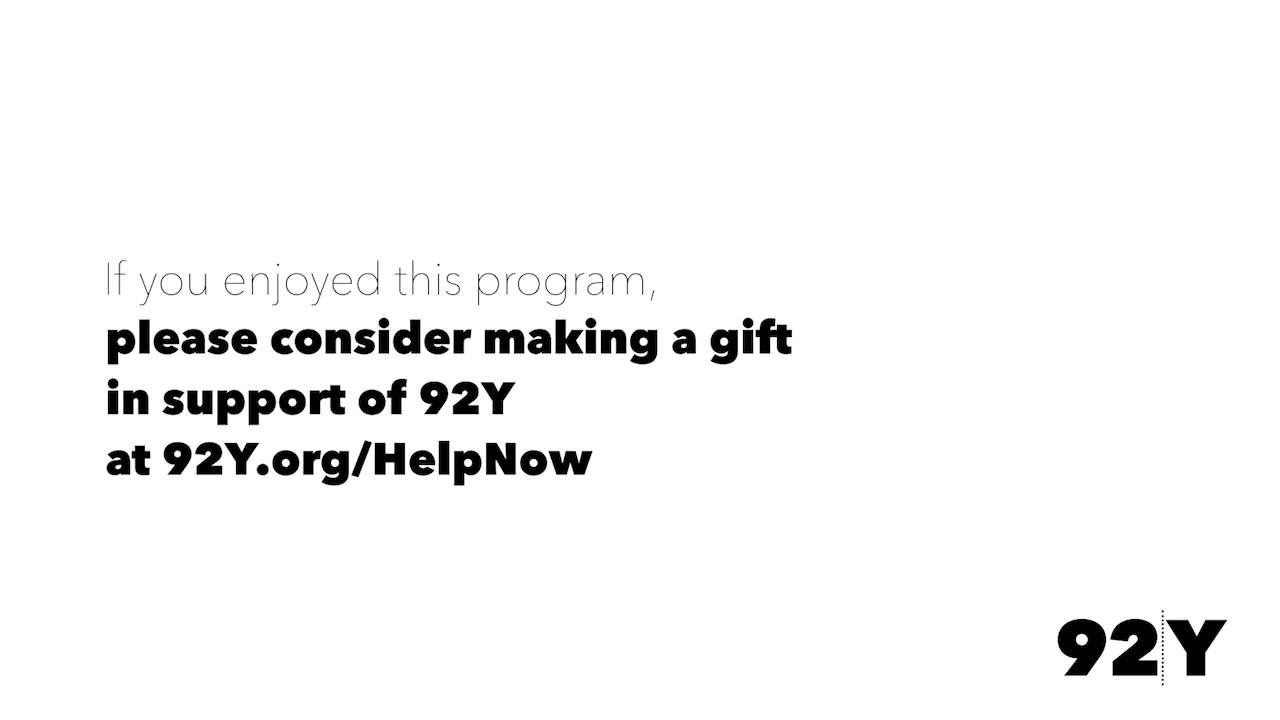 If you enjoyed this program,
please consider making a gift
in support of 92Y
at 92Y.org/HelpNow
92Y